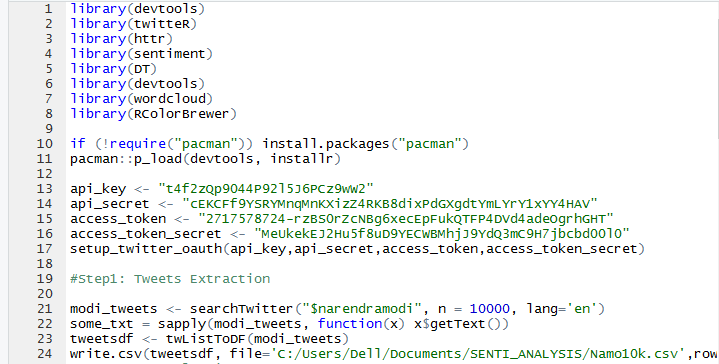 1 library(devtools)
2 library(twitteR)
3 library(httr)
4 library(sentiment)
5 library(DT)
6 library(devtools)
7 library(wordcloud)
8 library(RColorBrewer)
9
10 if (!require("pacman")) install.packages("pacman")
11 pacman::p_load(devtools, installr)
12
13 api_key <- "t4f2zQp9044P92l5J6PCz9wW2"
14 api_secret <- "cEKCFf9YSRYMnqMnKXizZ4RKB8dixPdGXgdtYmLYrY1xYY4HAV"
15 access_token <- "2717578724-rzBS0rZcNBg6xecEpFukQTFP4DVd4adeOgrhGHT"
16 access_token_secret <- "MeUkekEJ2Hu5f8uD9YECWBMhjJ9YdQ3mC9H7jbcbd00l0"
17 setup_twitter_oauth(api_key,api_secret,access_token,access_token_secret)
18
19 #Step1: Tweets Extraction
20
21 modi_tweets <- searchTwitter("$narendramodi", n = 10000, lang='en')
22 some_txt = sapply(modi_tweets, function(x) x$getText())
23 tweetsdf <- twListToDF(modi_tweets)
24 write.csv(tweetsdf, file='C:/Users/Dell/Documents/SENTI_ANALYSIS/Namo10k.csv',row